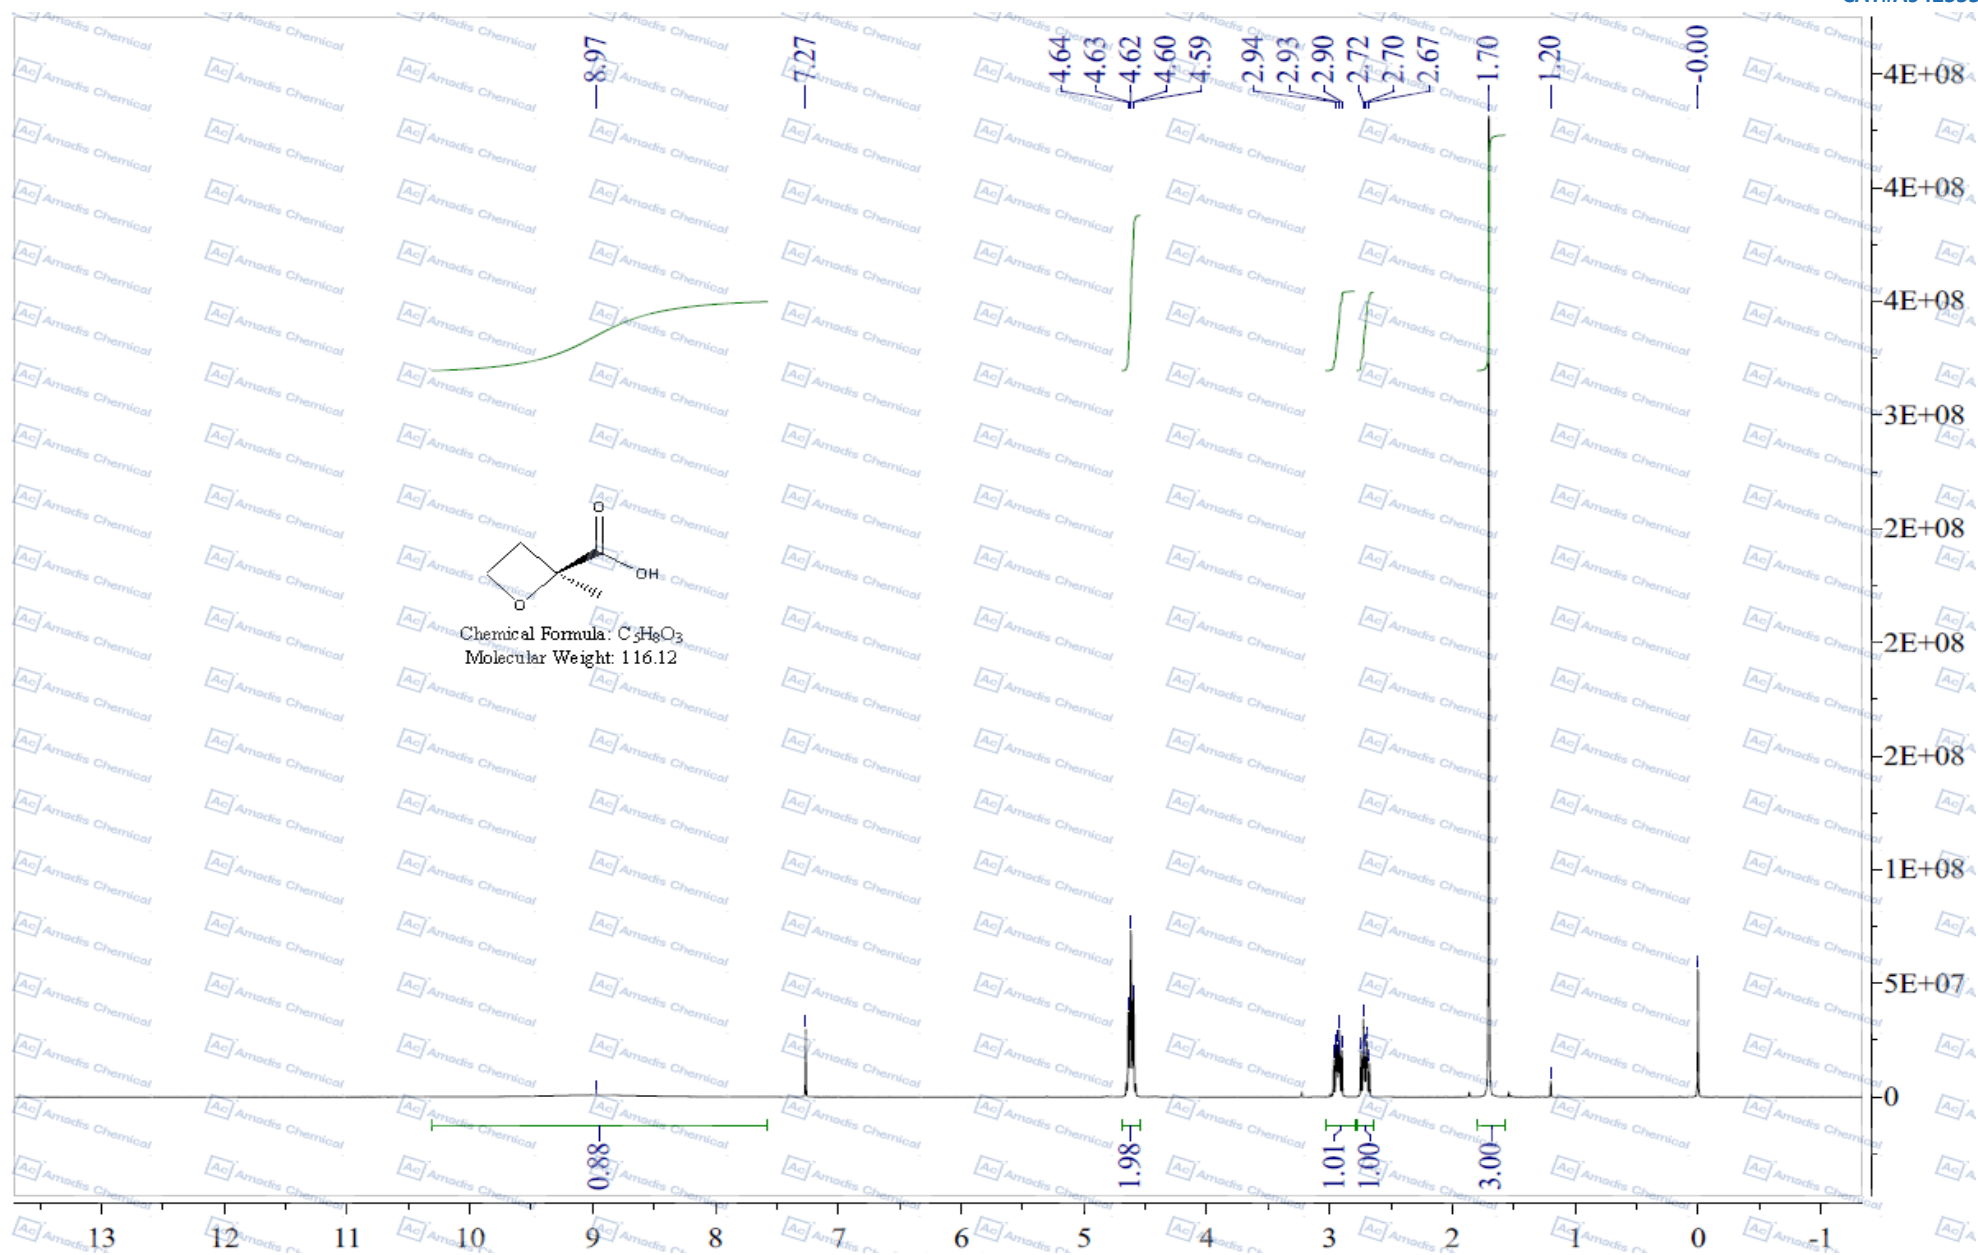 8.97
7.27
4.64
4.63
4.62
4.60
4.59
2.94
2.93
2.90
2.72
2.70
2.67
1.70
1.20
-0.00
4E+08
4E+08
4E+08
3E+08
2E+08
2E+08
2E+08
1E+08
5E+07
0
O
OH
O
Chemical Formula: C5H8O3
Molecular Weight: 116.12
0.88
1.98
1.01
1.00
3.00
13 12 11 10 9 8 7 6 5 4 3 2 1 0 -1
Ac Amadis Chemical